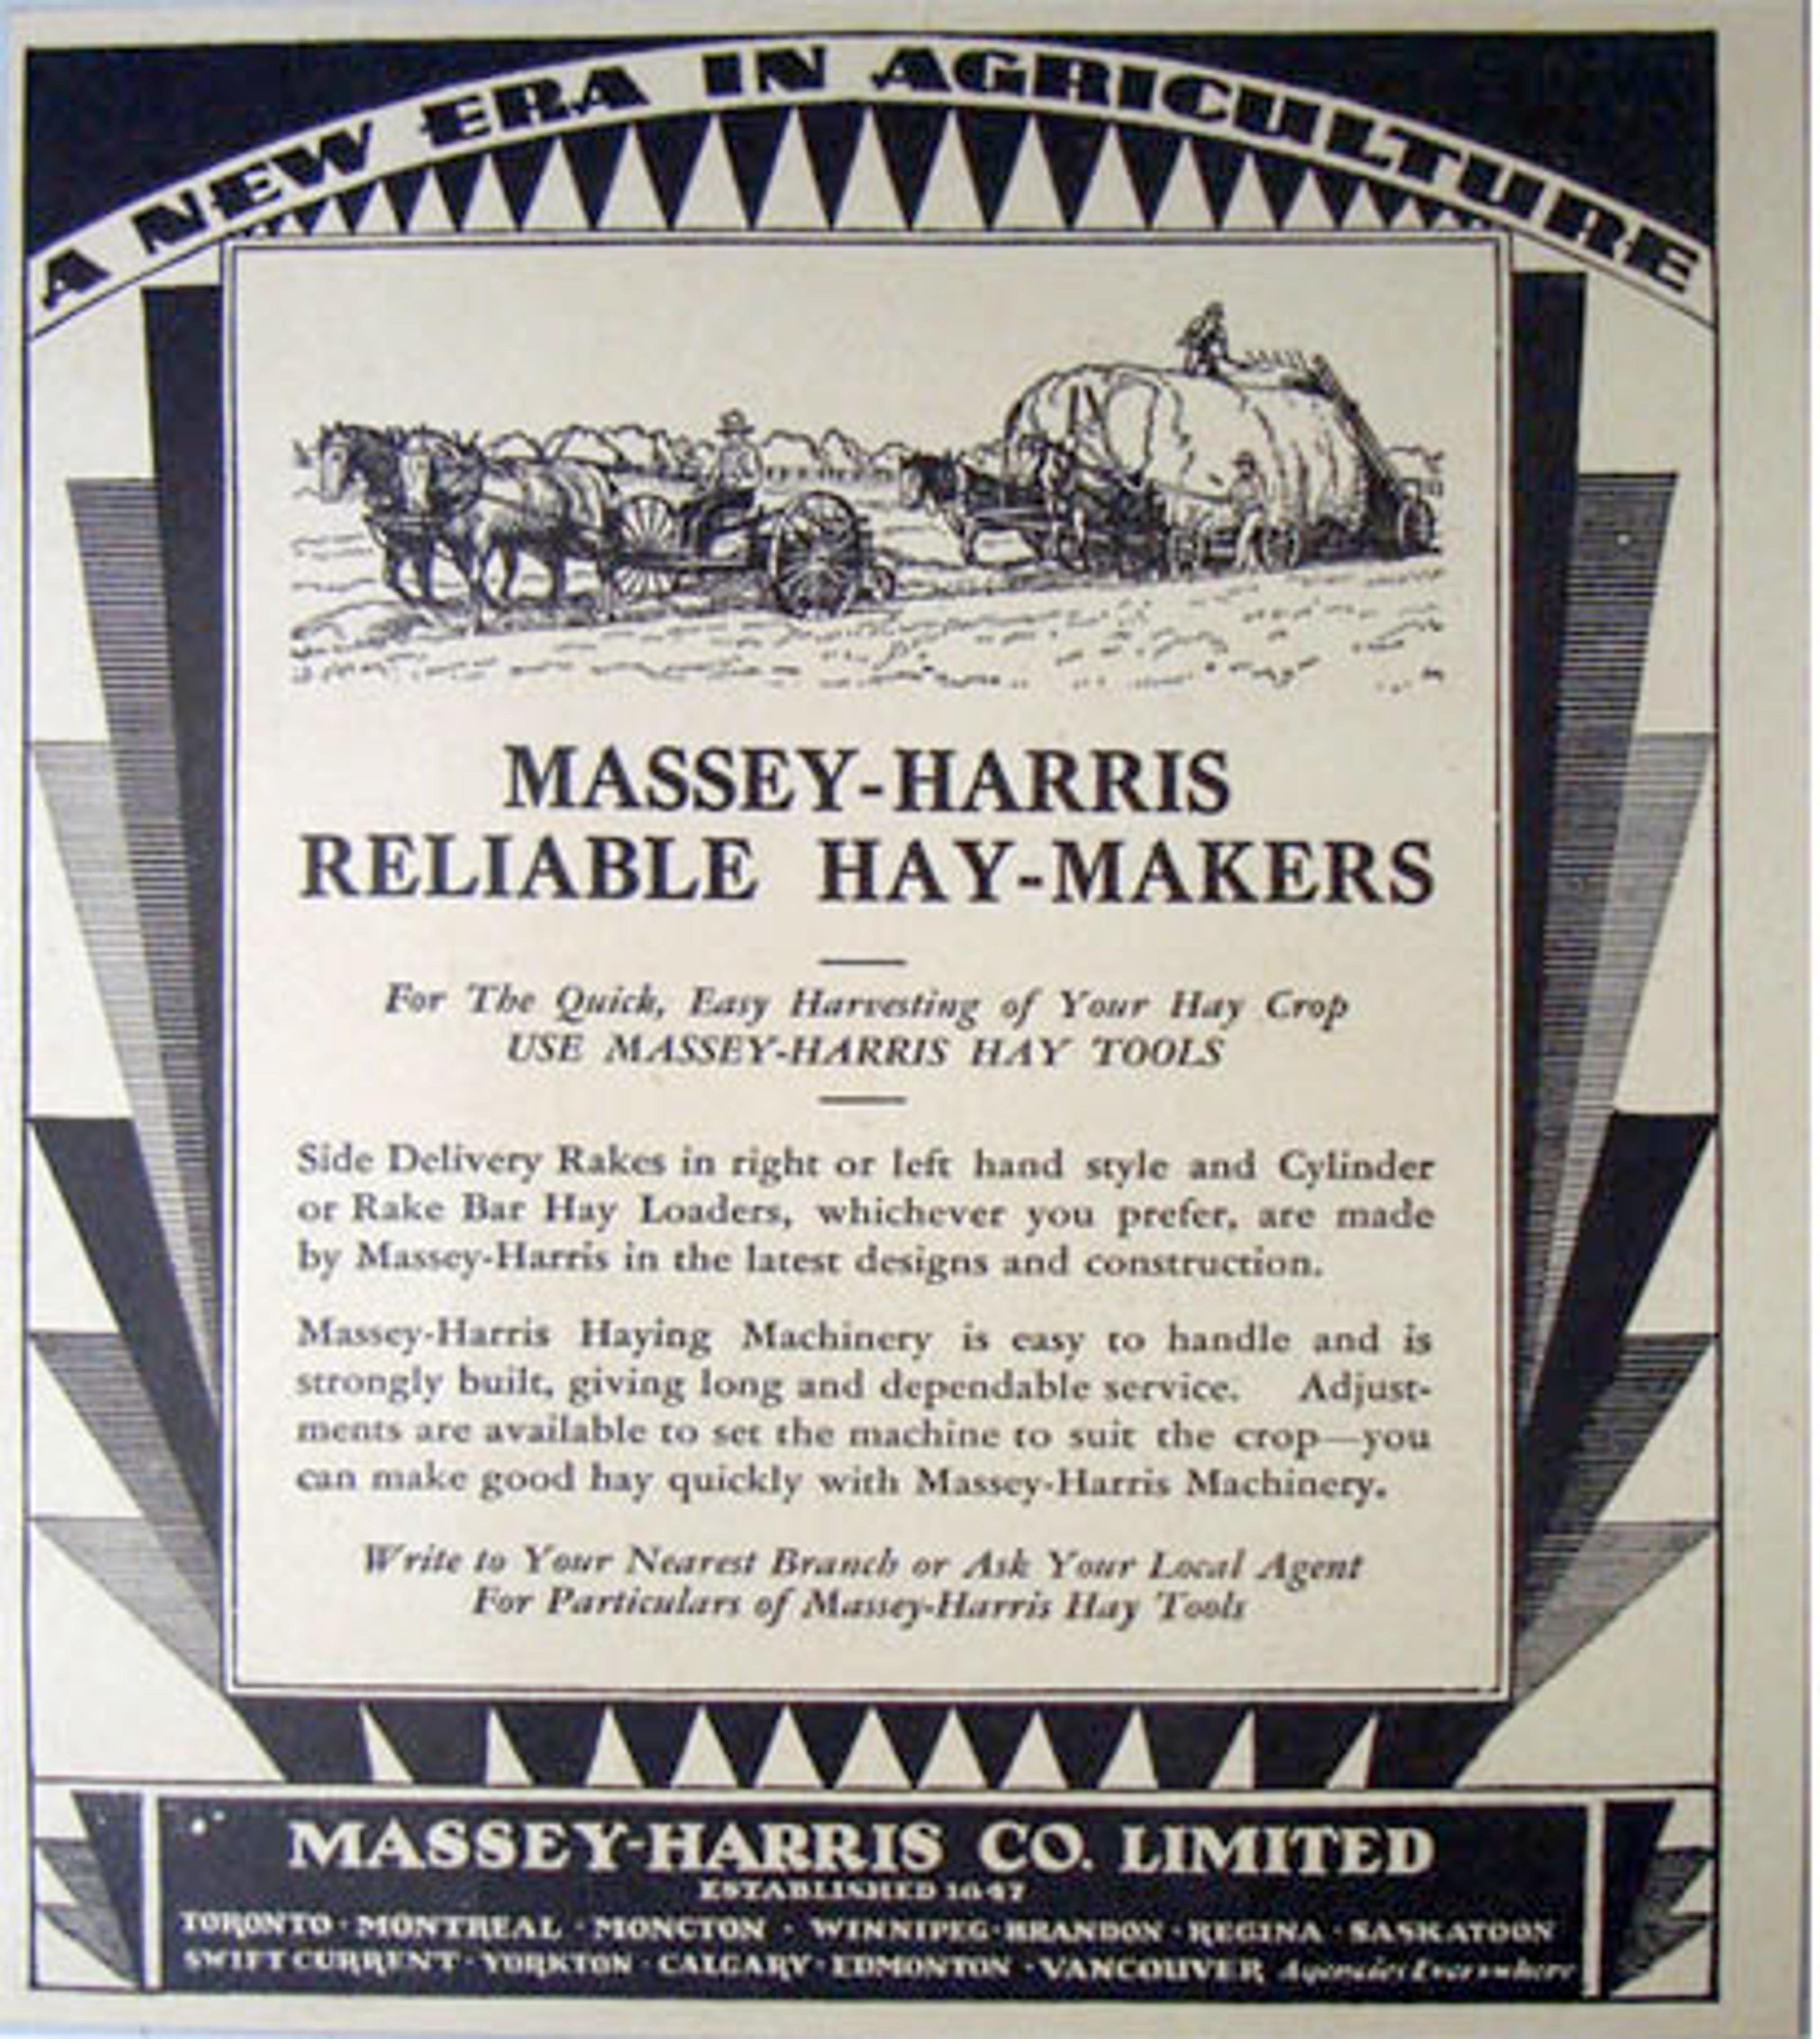 A NEW ERA IN AGRICULTURE
MASSEY-HARRIS
RELIABLE HAY-MAKERS
For The Quick, Easy Harvesting of Your Hay Crop
USE MASSEY-HARRIS HAY TOOLS
Side Delivery Rakes in right or left hand style and Cylinder
or Rake Bar Hay Loaders, whichever you prefer, are made
by Massey-Harris in the latest designs and construction.
Massey-Harris Haying Machinery is easy to handle and is
strongly built, giving long and dependable service. Adjust-
ments are available to set the machine to suit the crop—you
can make good hay quickly with Massey-Harris Machinery.
Write to Your Nearest Branch or Ask Your Local Agent
For Particulars of Massey-Harris Hay Tools
MASSEY-HARRIS CO. LIMITED
ESTABLISHED 1847
TORONTO · MONTREAL · MONCTON · WINNIPEG · BRANDON · REGINA · SASKATOON
SWIFT CURRENT · YORKTON · CALGARY · EDMONTON · VANCOUVER Agencies Everywhere